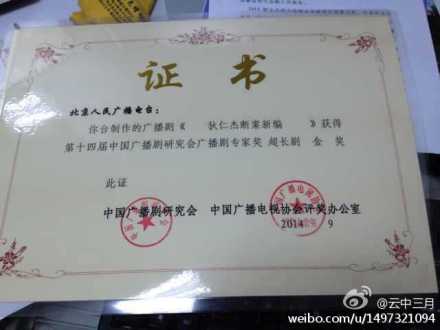 证书
北京人民广播电台：
你台制作的广播剧《 狄仁杰断案新编 》获得
第十四届中国广播剧研究会广播剧专家奖 超长剧 金 奖
此证
中国广播剧研究会 中国广播电视协会评奖办公室
2014 9
@云中三月
weibo.com/u/1497321094